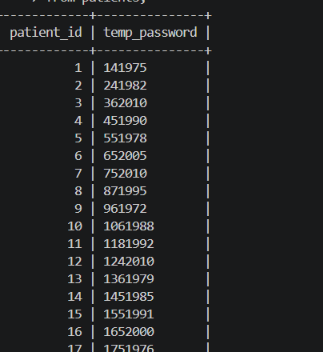 from patients;
------------+---------------+
patient_id | temp_password |
------------+---------------+
1 | 141975 |
2 | 241982 |
3 | 362010 |
4 | 451990 |
5 | 551978 |
6 | 652005 |
7 | 752010 |
8 | 871995 |
9 | 961972 |
10 | 1061988 |
11 | 1181992 |
12 | 1242010 |
13 | 1361979 |
14 | 1451985 |
15 | 1551991 |
16 | 1652000 |
17 | 1751976 |